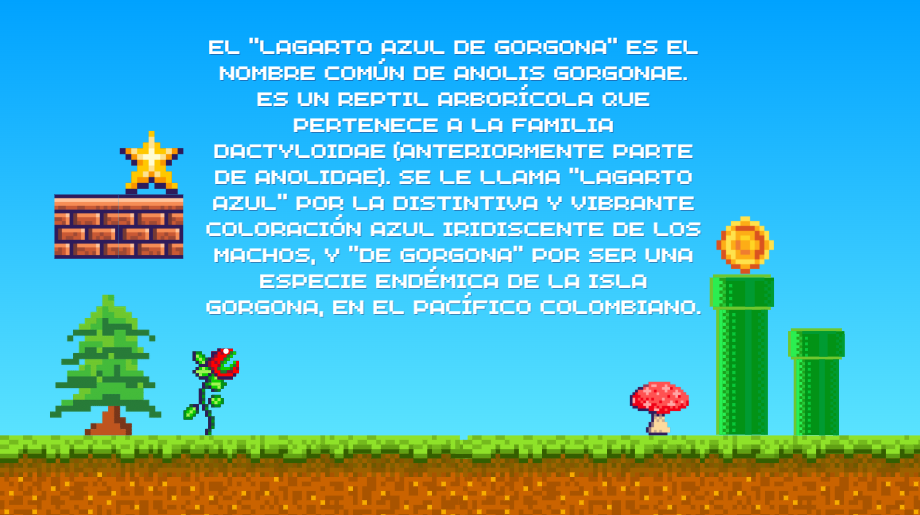 EL "LAGARTO AZUL DE GORGONA" ES EL
NOMBRE COMÚN DE ANOLIS GORGONAE.
ES UN REPTIL ARBORÍCOLA QUE
PERTENECE A LA FAMILIA
DACTYLOIDAE (ANTERIORMENTE PARTE
DE ANOLIDAE). SE LE LLAMA "LAGARTO
AZUL" POR LA DISTINTIVA Y VIBRANTE
COLORACIÓN AZUL IRIDISCENTE DE LOS
MACHOS, Y "DE GORGONA" POR SER UNA
ESPECIE ENDÉMICA DE LA ISLA
GORGONA, EN EL PACÍFICO COLOMBIANO.